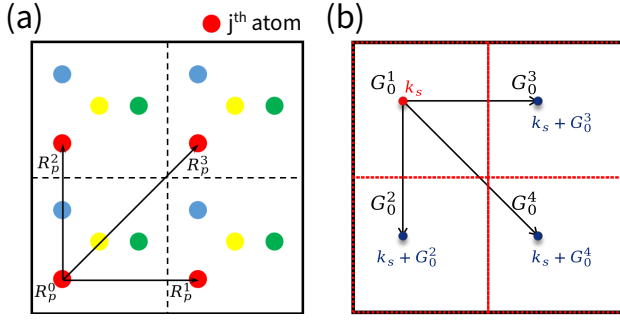 (a)
j^th atom
R_p^2
R_p^3
R_p^0
R_p^1
(b)
G_0^1
k_s
G_0^3
k_s + G_0^3
G_0^2
G_0^4
k_s + G_0^2
k_s + G_0^4